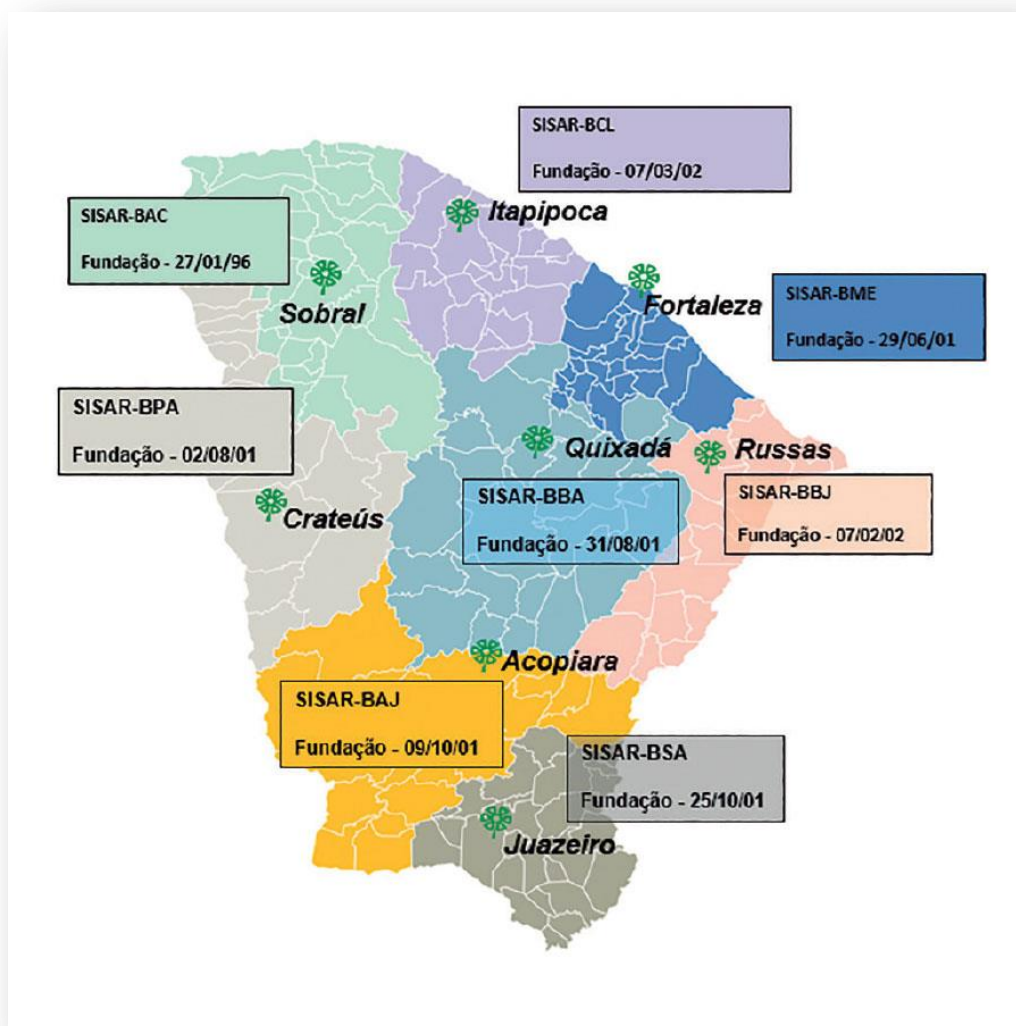 SISAR-BCL
Fundação - 07/03/02
Itapipoca
SISAR-BAC
Fundação - 27/01/96
Sobral
Fortaleza
SISAR-BME
Fundação - 29/06/01
SISAR-BPA
Fundação - 02/08/01
Crateús
Quixadá
Russas
SISAR-BBA
Fundação - 31/08/01
SISAR-BBJ
Fundação - 07/02/02
Acopiara
SISAR-BAJ
Fundação - 09/10/01
SISAR-BSA
Fundação - 25/10/01
Juazeiro